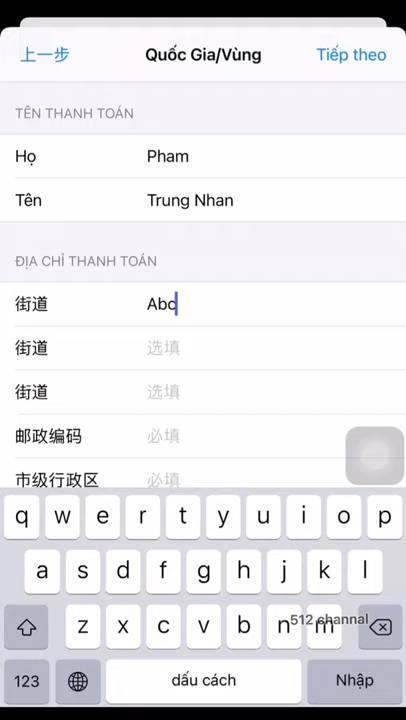 上一步 Quốc Gia/Vùng Tiếp theo
TÊN THANH TOÁN
Họ Pham
Tên Trung Nhan
ĐỊA CHỈ THANH TOÁN
街道 Abc
街道 选填
街道 选填
邮政编码 必填
市级行政区 必填
q w e r t y u i o p
a s d f g h j k l
z x c v b n m
512 channal
123 dấu cách Nhập